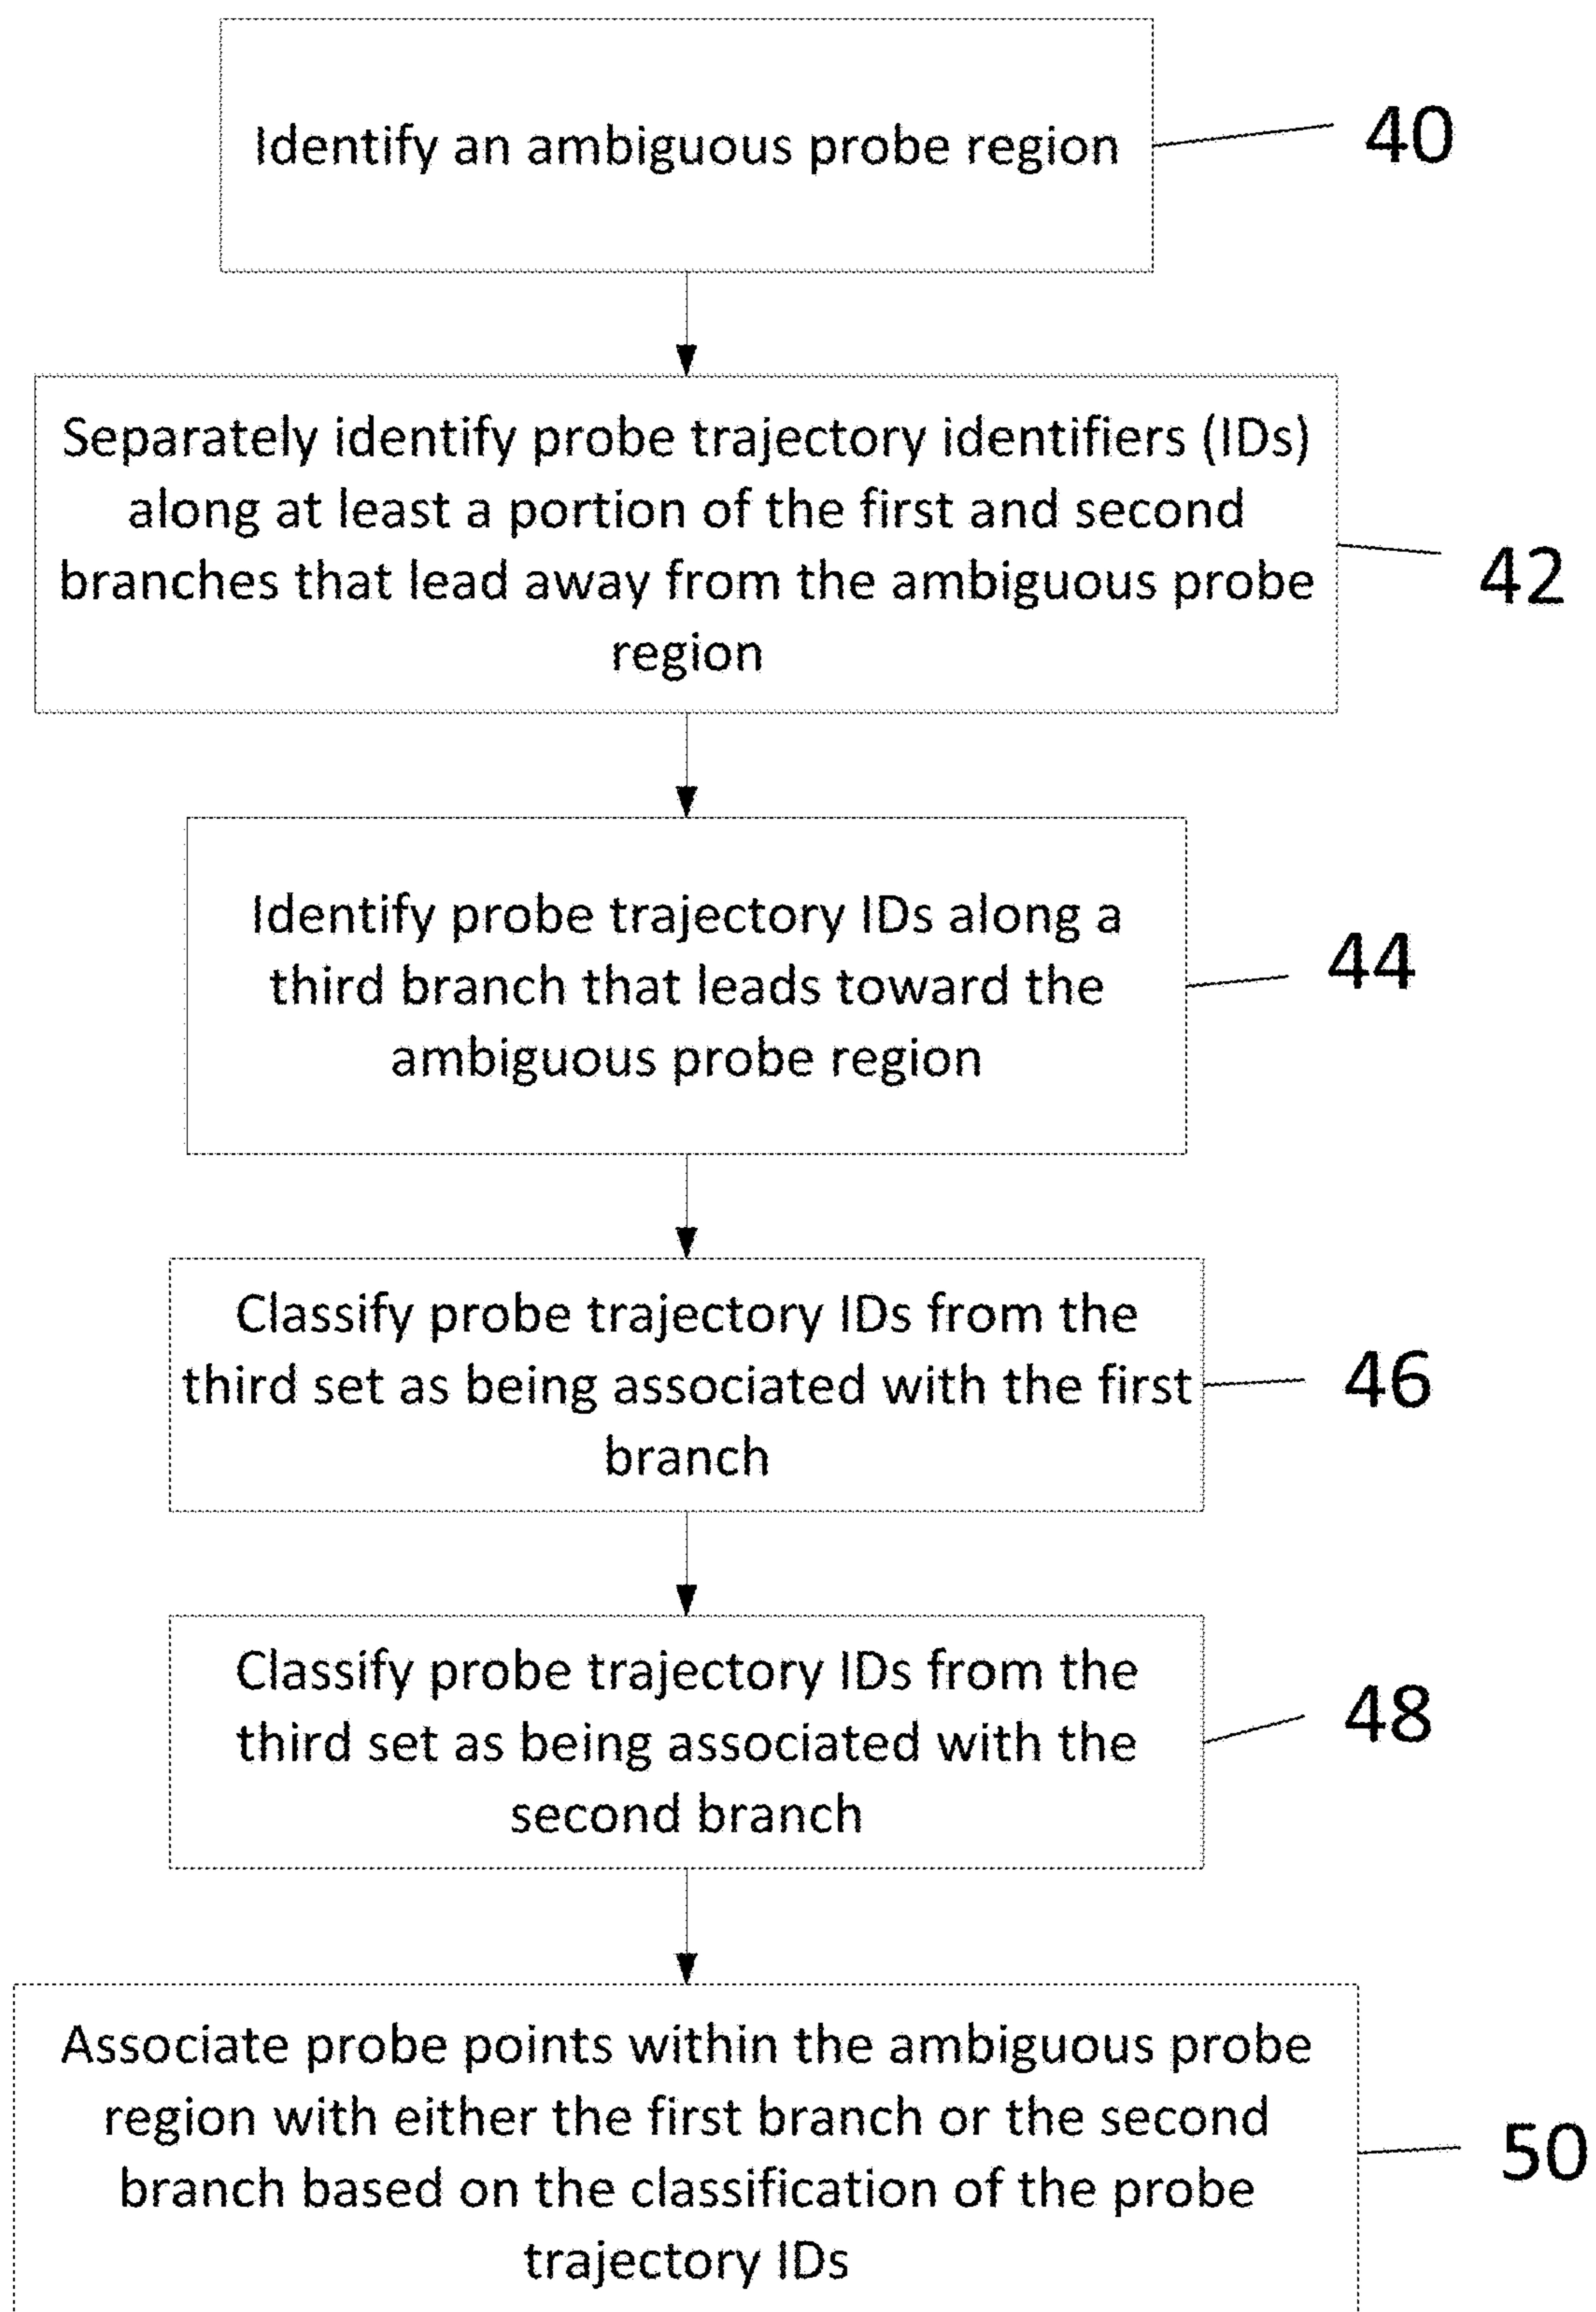 Identify an ambiguous probe region
40
Separately identify probe trajectory identifiers (IDs)
along at least a portion of the first and second
branches that lead away from the ambiguous probe
region
42
Identify probe trajectory IDs along a
third branch that leads toward the
ambiguous probe region
44
Classify probe trajectory IDs from the
third set as being associated with the first
branch
46
Classify probe trajectory IDs from the
third set as being associated with the
second branch
48
Associate probe points within the ambiguous probe
region with either the first branch or the second
branch based on the classification of the probe
trajectory IDs
50